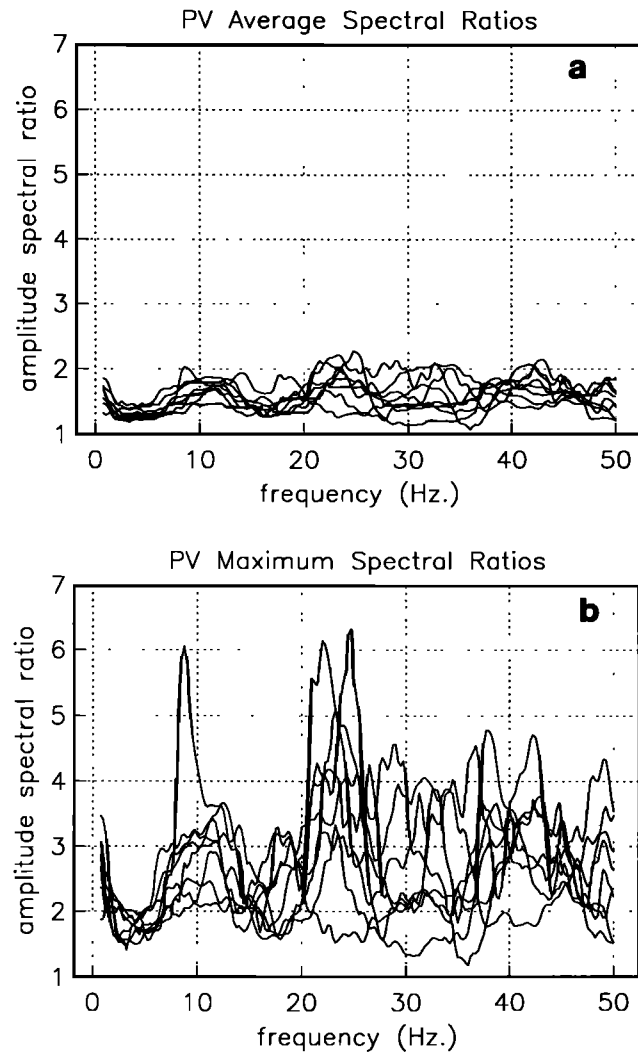 PV Average Spectral Ratios
a
7
6
5
4
3
2
1
amplitude spectral ratio
0 10 20 30 40 50
frequency (Hz.)
PV Maximum Spectral Ratios
b
7
6
5
4
3
2
1
amplitude spectral ratio
0 10 20 30 40 50
frequency (Hz.)